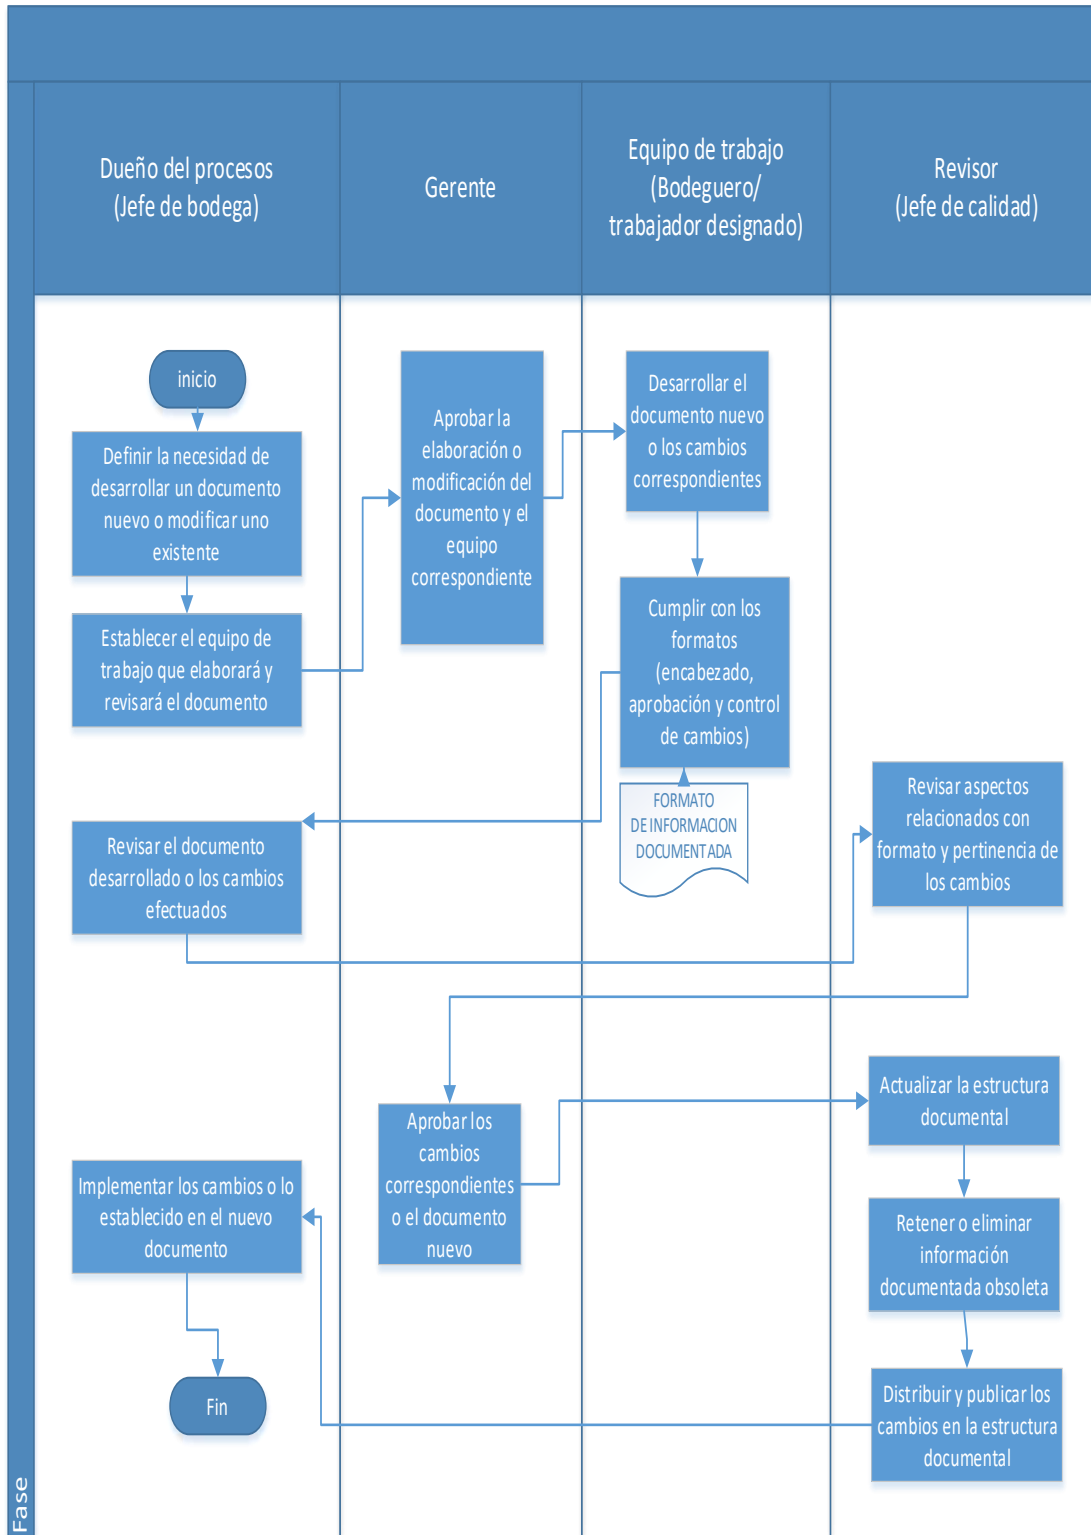 Dueño del procesos
(Jefe de bodega)
Gerente
Equipo de trabajo
(Bodeguero/
trabajador designado)
Revisor
(Jefe de calidad)
inicio
Definir la necesidad de
desarrollar un documento
nuevo o modificar uno
existente
Establecer el equipo de
trabajo que elaborará y
revisará el documento
Aprobar la
elaboración o
modificación del
documento y el
equipo
correspondiente
Desarrollar el
documento nuevo
o los cambios
correspondientes
Cumplir con los
formatos
(encabezado,
aprobación y control
de cambios)
FORMATO
DE INFORMACION
DOCUMENTADA
Revisar el documento
desarrollado o los cambios
efectuados
Revisar aspectos
relacionados con
formato y pertinencia de
los cambios
Aprobar los
cambios
correspondientes
o el documento
nuevo
Actualizar la estructura
documental
Retener o eliminar
información
documentada obsoleta
Distribuir y publicar los
cambios en la estructura
documental
Implementar los cambios o lo
establecido en el nuevo
documento
Fin
Fase